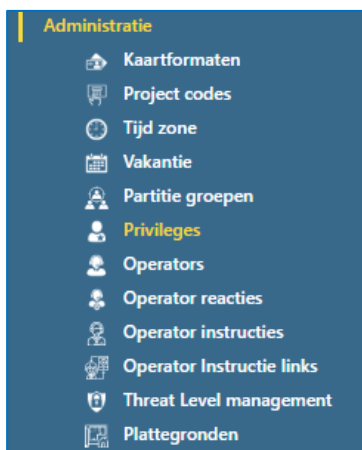 Administratie
Kaartformaten
Project codes
Tijd zone
Vakantie
Partitie groepen
Privileges
Operators
Operator reacties
Operator instructies
Operator Instructie links
Threat Level management
Plattegronden